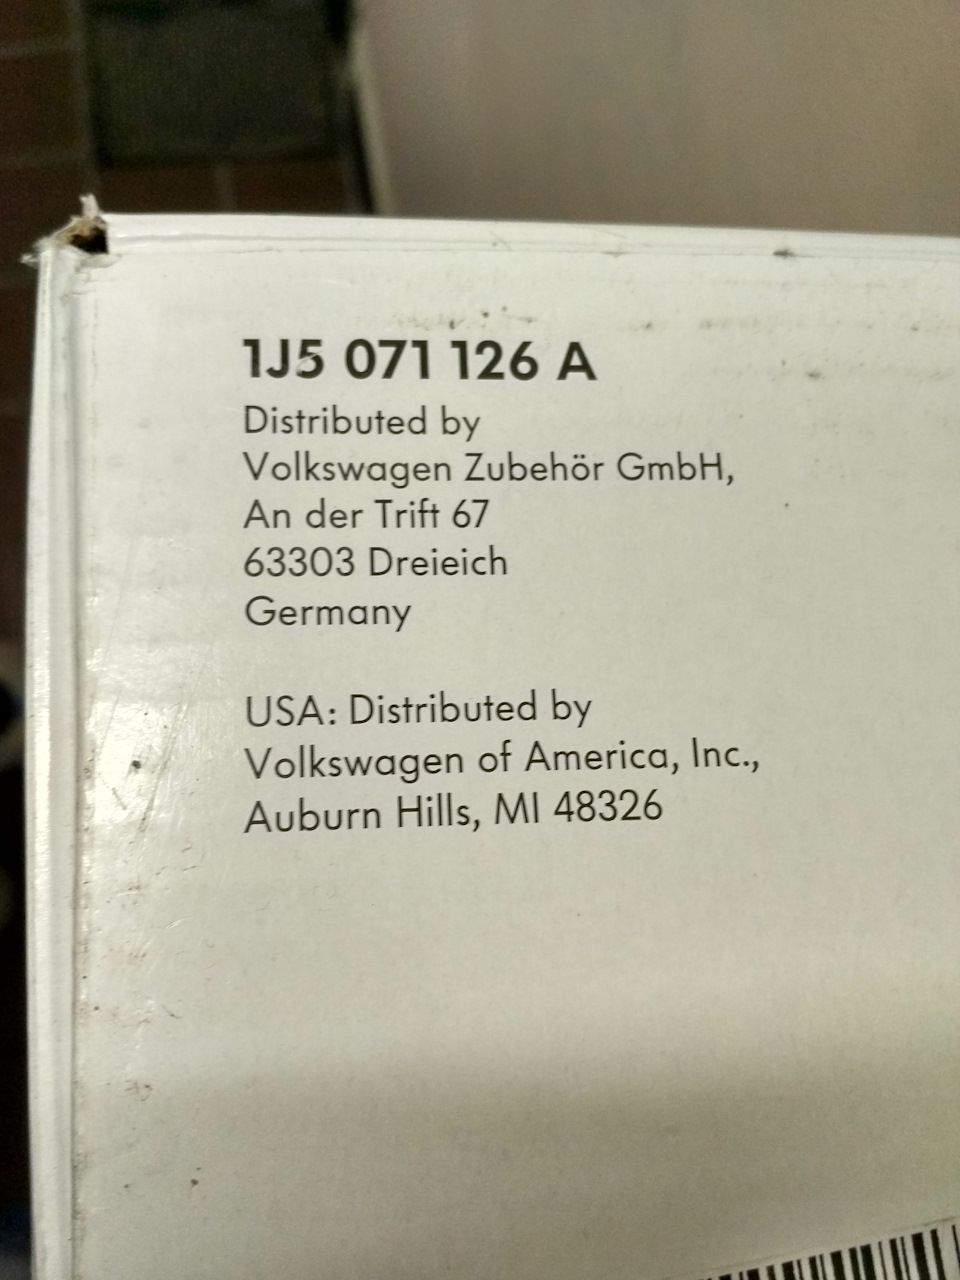 1J5 071 126 A
Distributed by
Volkswagen Zubehör GmbH,
An der Trift 67
63303 Dreieich
Germany
USA: Distributed by
Volkswagen of America, Inc.,
Auburn Hills, MI 48326